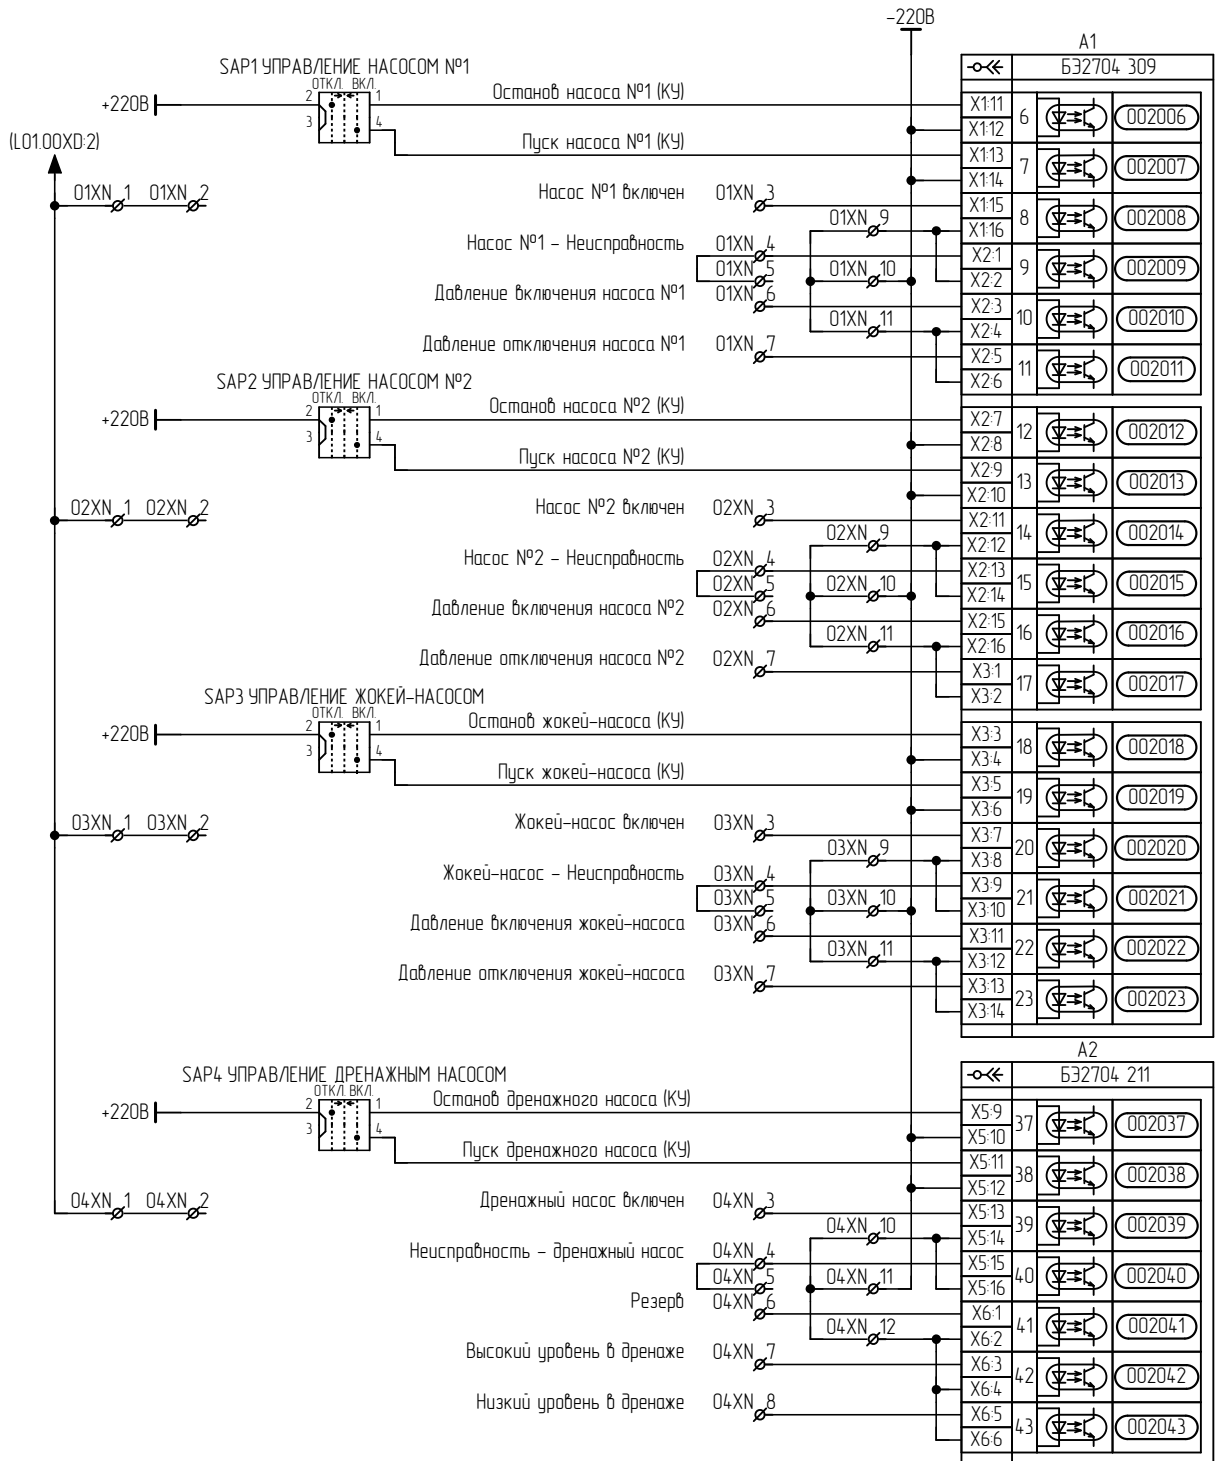 -220В
А1
БЭ2704 309
SAP1 УПРАВЛЕНИЕ НАСОСОМ №1
ОТКЛ. ВКЛ.
2 1
3 4
+220В
Останов насоса №1 (КУ)
Пуск насоса №1 (КУ)
(L01.00XD:2)
01XN 1 01XN 2
Насос №1 включен 01XN 3
01XN 9
Насос №1 - Неисправность 01XN 4
01XN 5
01XN 10
Давление включения насоса №1 01XN 6
01XN 11
Давление отключения насоса №1 01XN 7
X1:11
X1:12
6 002006
X1:13
X1:14
7 002007
X1:15
X1:16
8 002008
X2:1
X2:2
9 002009
X2:3
X2:4
10 002010
X2:5
X2:6
11 002011
SAP2 УПРАВЛЕНИЕ НАСОСОМ №2
ОТКЛ. ВКЛ.
2 1
3 4
+220В
Останов насоса №2 (КУ)
Пуск насоса №2 (КУ)
02XN 1 02XN 2
Насос №2 включен 02XN 3
02XN 9
Насос №2 - Неисправность 02XN 4
02XN 5
02XN 10
Давление включения насоса №2 02XN 6
02XN 11
Давление отключения насоса №2 02XN 7
X2:7
X2:8
12 002012
X2:9
X2:10
13 002013
X2:11
X2:12
14 002014
X2:13
X2:14
15 002015
X2:15
X2:16
16 002016
X3:1
X3:2
17 002017
SAP3 УПРАВЛЕНИЕ ЖОКЕЙ-НАСОСОМ
ОТКЛ. ВКЛ.
2 1
3 4
+220В
Останов жокей-насоса (КУ)
Пуск жокей-насоса (КУ)
03XN 1 03XN 2
Жокей-насос включен 03XN 3
03XN 9
Жокей-насос - Неисправность 03XN 4
03XN 5
03XN 10
Давление включения жокей-насоса 03XN 6
03XN 11
Давление отключения жокей-насоса 03XN 7
X3:3
X3:4
18 002018
X3:5
X3:6
19 002019
X3:7
X3:8
20 002020
X3:9
X3:10
21 002021
X3:11
X3:12
22 002022
X3:13
X3:14
23 002023
А2
БЭ2704 211
SAP4 УПРАВЛЕНИЕ ДРЕНАЖНЫМ НАСОСОМ
ОТКЛ. ВКЛ.
2 1
3 4
+220В
Останов дренажного насоса (КУ)
Пуск дренажного насоса (КУ)
04XN 1 04XN 2
Дренажный насос включен 04XN 3
04XN 10
Неисправность - дренажный насос 04XN 4
04XN 5
04XN 11
Резерв 04XN 6
04XN 12
Высокий уровень в дренаже 04XN 7
Низкий уровень в дренаже 04XN 8
X5:9
X5:10
37 002037
X5:11
X5:12
38 002038
X5:13
X5:14
39 002039
X5:15
X5:16
40 002040
X6:1
X6:2
41 002041
X6:3
X6:4
42 002042
X6:5
X6:6
43 002043